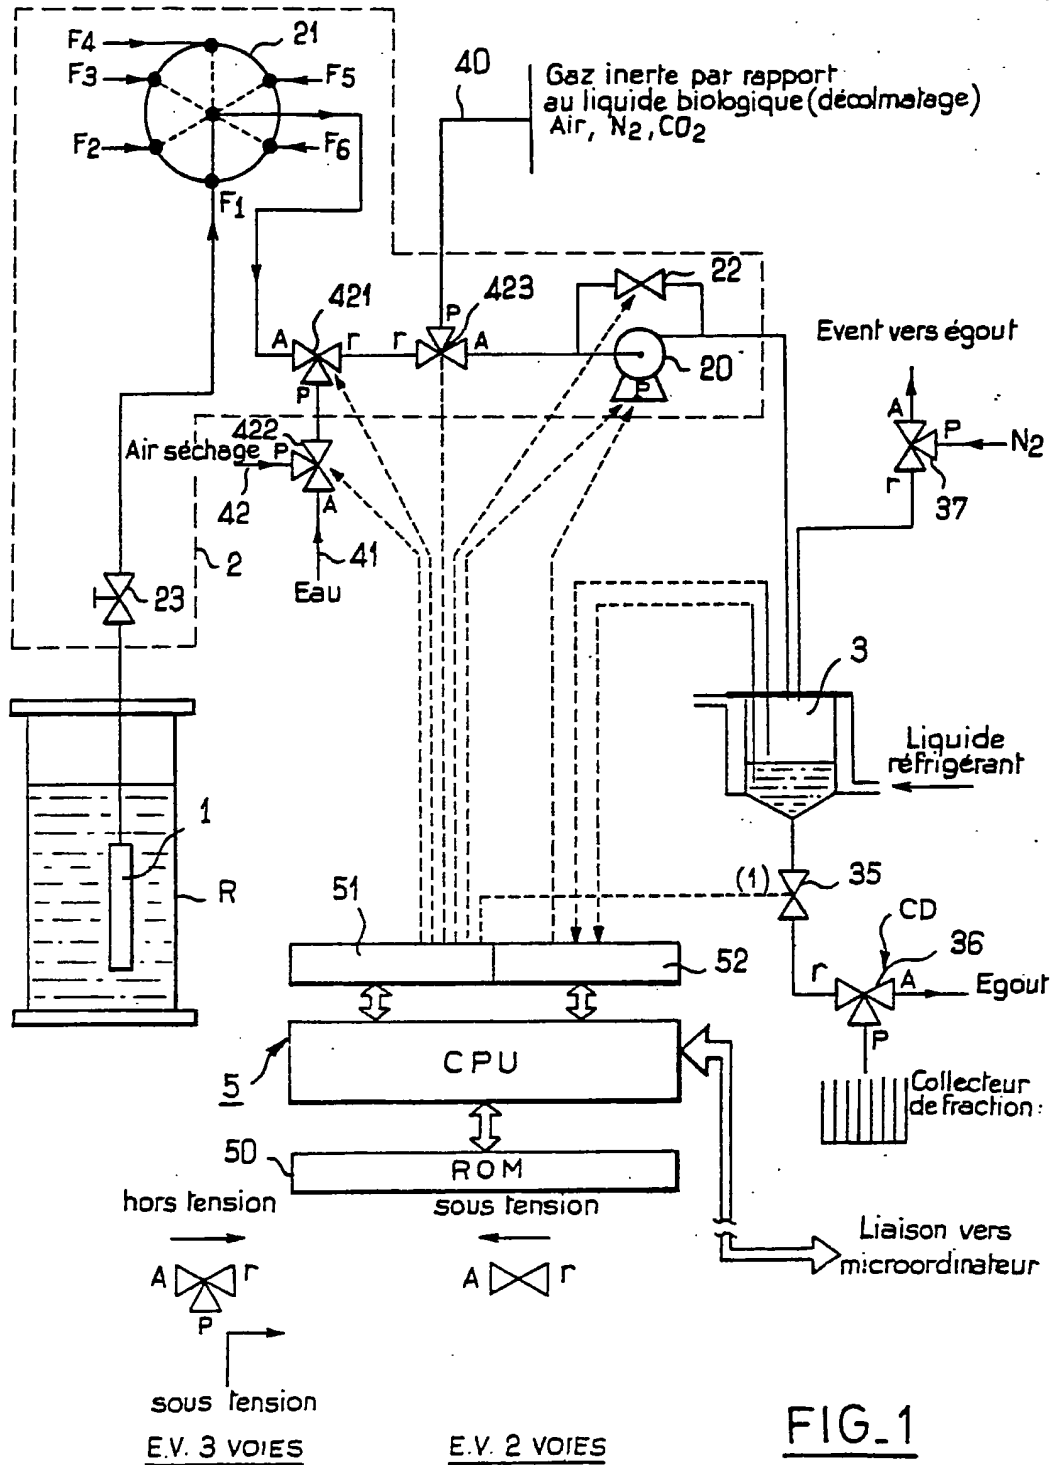 F4
21
F3
F5
F2
F6
F1
40
Gaz inerte par rapport
au liquide biologique (décolmatage)
Air, N2, CO2
421
423
22
P
A
r
r
A
P
20
P
Event vers égout
A
P
N2
r
37
422
Air séchage
P
42
A
41
Eau
2
23
3
Liquide
réfrigérant
1
R
(1)
35
CD
36
r
A
Egout
P
Collecteur
de fraction:
51
52
5
CPU
50
ROM
hors tension
sous tension
Liaison vers
microordinateur
A
r
P
A
r
sous tension
E.V. 3 VOIES
E.V. 2 VOIES
FIG_1